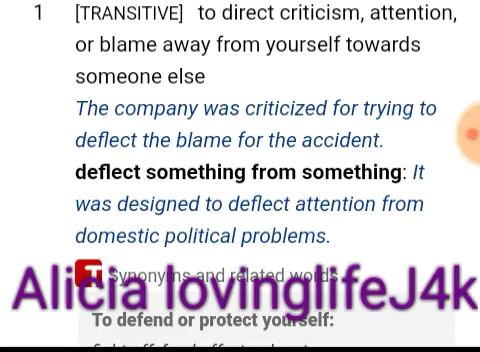 1 [TRANSITIVE] to direct criticism, attention,
or blame away from yourself towards
someone else
The company was criticized for trying to
deflect the blame for the accident.
deflect something from something: It
was designed to deflect attention from
domestic political problems.
T Synonyms and related words
Alicia lovinglifeJ4k
To defend or protect yourself: